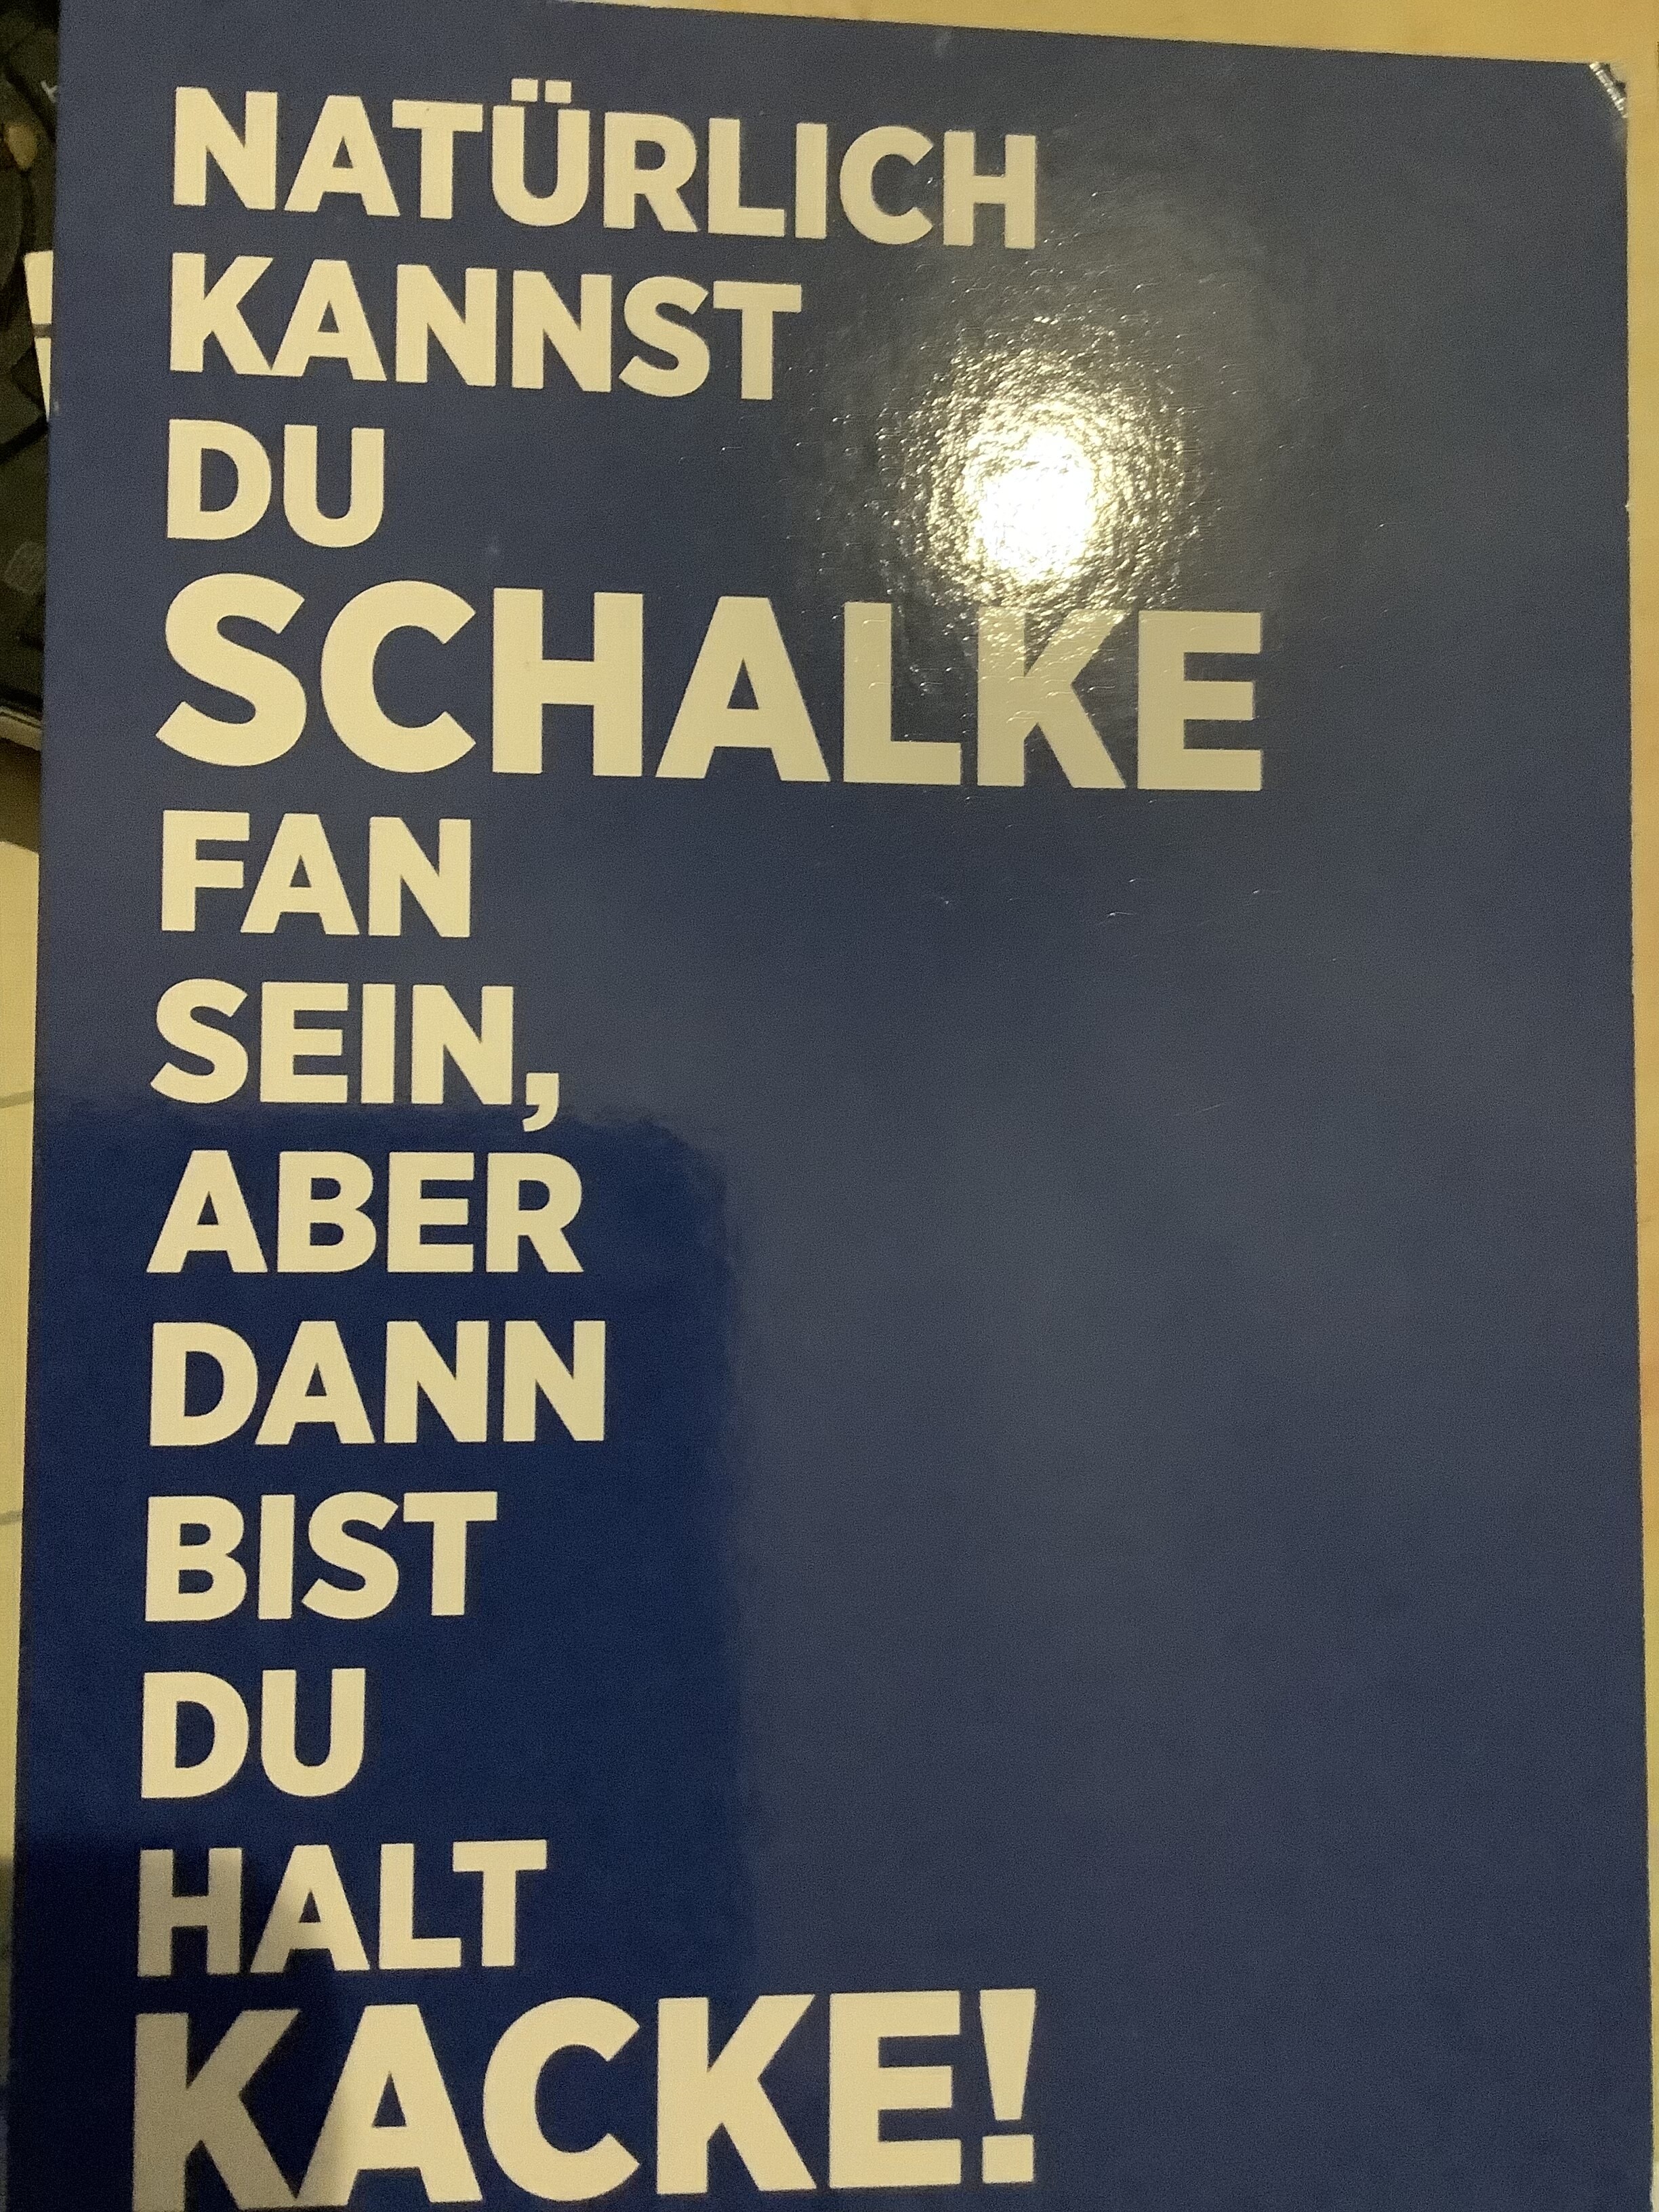 NATÜRLICH
KANNST
DU
SCHALKE
FAN
SEIN,
ABER
DANN
BIST
DU
HALT
KACKE!